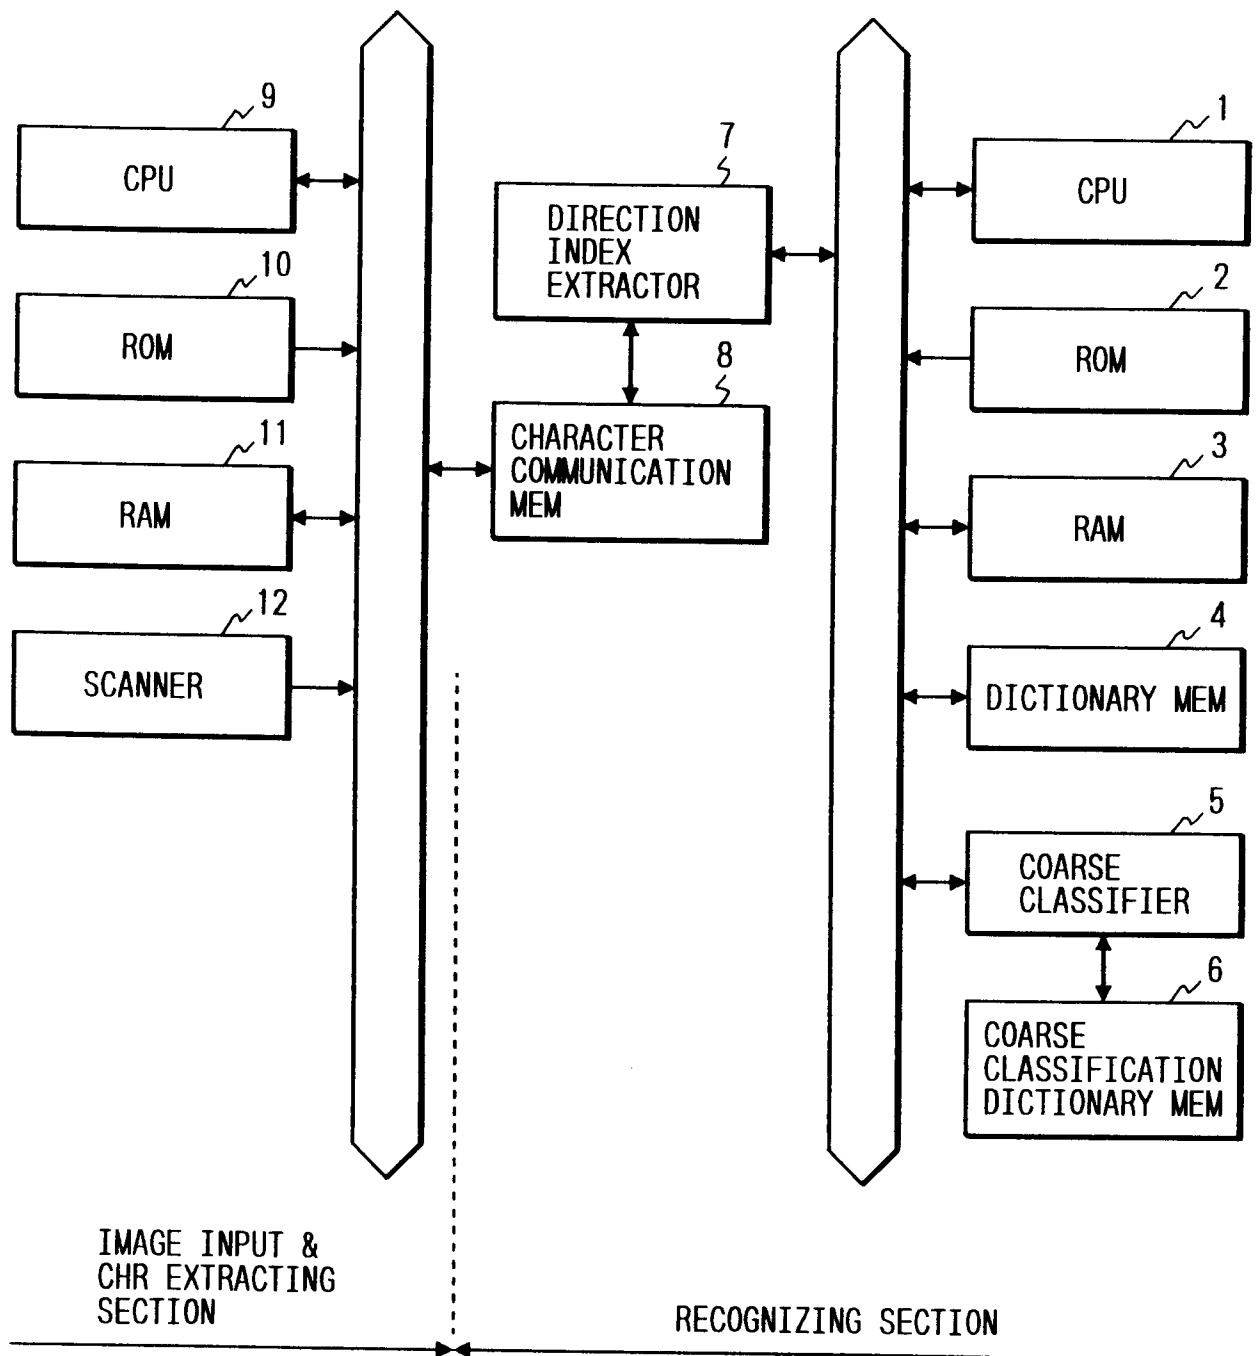 9
CPU
10
ROM
11
RAM
12
SCANNER
7
DIRECTION
INDEX
EXTRACTOR
8
CHARACTER
COMMUNICATION
MEM
1
CPU
2
ROM
3
RAM
4
DICTIONARY MEM
5
COARSE
CLASSIFIER
6
COARSE
CLASSIFICATION
DICTIONARY MEM
IMAGE INPUT &
CHR EXTRACTING
SECTION
RECOGNIZING SECTION